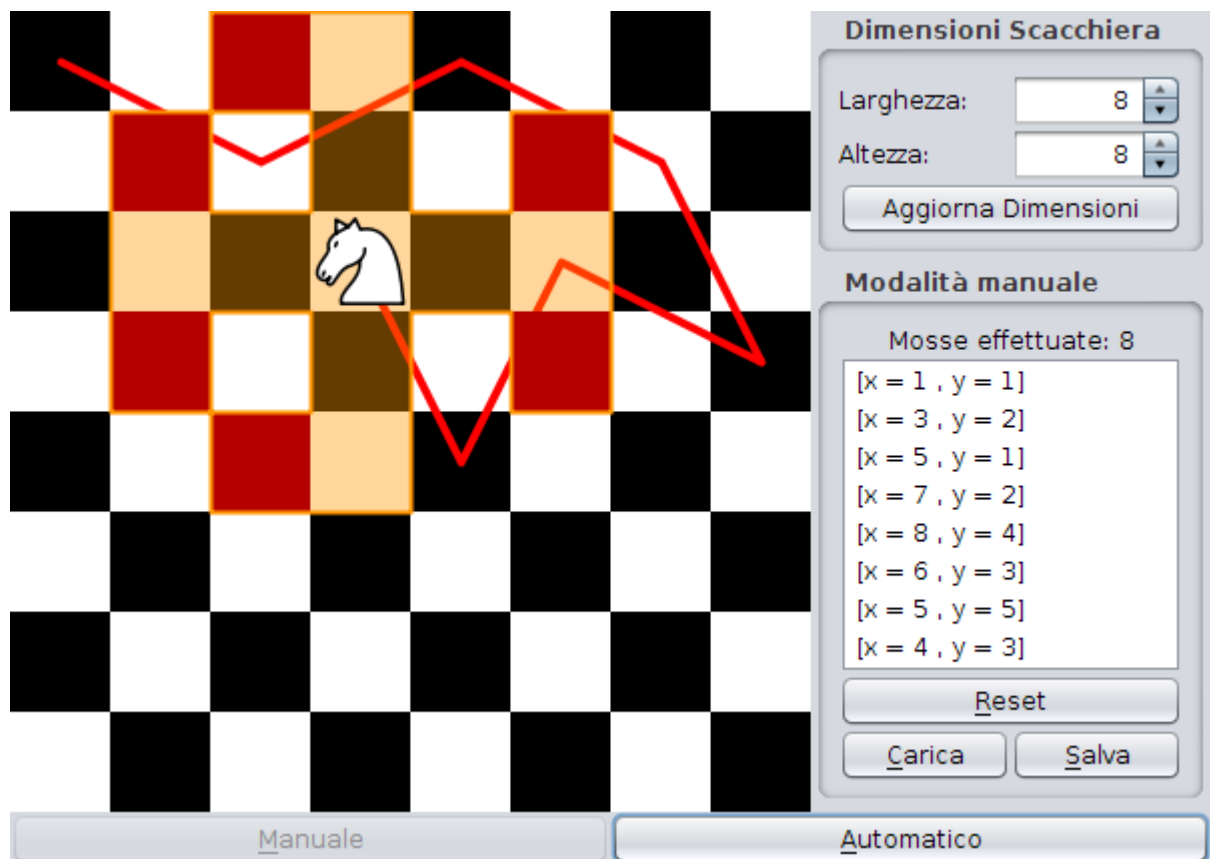 Dimensioni Scacchiera
Larghezza: 8
Altezza: 8
Aggiorna Dimensioni
Modalità manuale
Mosse effettuate: 8
[x = 1 , y = 1]
[x = 3 , y = 2]
[x = 5 , y = 1]
[x = 7 , y = 2]
[x = 8 , y = 4]
[x = 6 , y = 3]
[x = 5 , y = 5]
[x = 4 , y = 3]
Reset
Carica Salva
Manuale Automatico